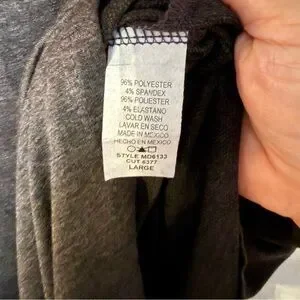 96% POLYESTER
4% SPANDEX
96% POLIESTER
4% ELASTANO
COLD WASH
LAVAR EN SECO
MADE IN MEXICO
HECHO EN MEXICO
STYLE MD6133
CUT 6377
LARGE